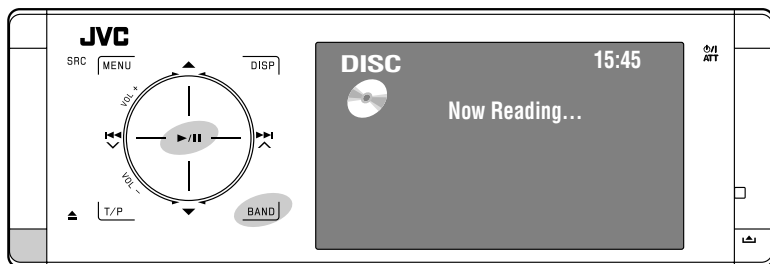 JVC
SRC
MENU
DISP
VOL +
VOL –
T/P
BAND
DISC
15:45
Now Reading...
ATT